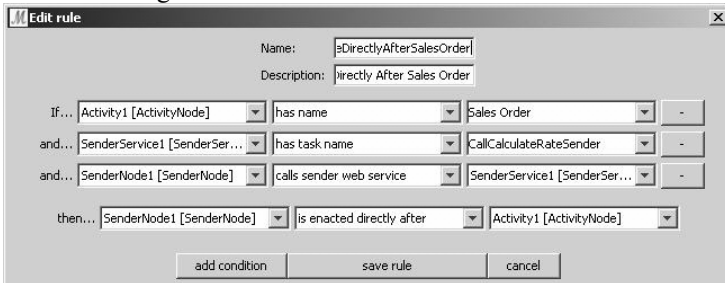 Edit rule
Name: eDirectlyAfterSalesOrder
Description: Directly After Sales Order
If... Activity1 [ActivityNode] has name Sales Order -
and... SenderService1 [SenderSer... has task name CallCalculateRateSender -
and... SenderNode1 [SenderNode] calls sender web service SenderService1 [SenderSer... -
then... SenderNode1 [SenderNode] is enacted directly after Activity1 [ActivityNode]
add condition save rule cancel